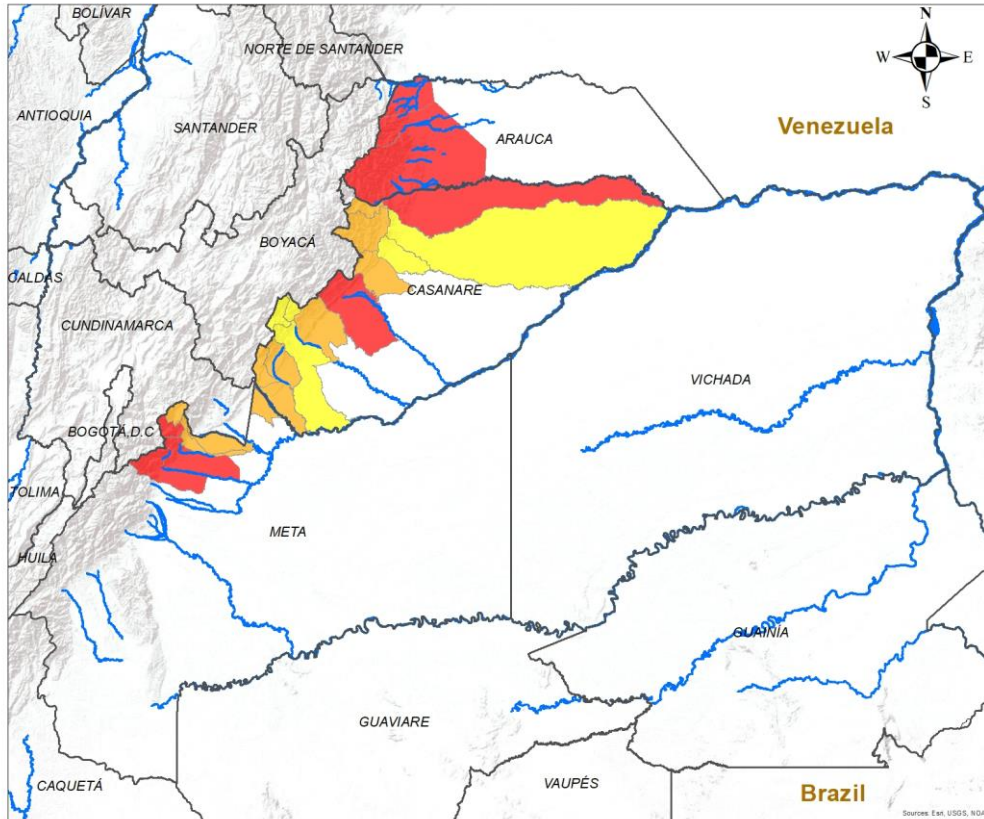 BOLÍVAR
N
NORTE DE SANTANDER
W
E
S
ANTIOQUIA
SANTANDER
ARAUCA
Venezuela
BOYACÁ
CALDAS
CASANARE
CUNDINAMARCA
VICHADA
BOGOTÁ D.C
TOLIMA
META
HUILA
GUAINÍA
GUAVIARE
CAQUETÁ
VAUPÉS
Brazil
Sources: Esri, USGS, NOA